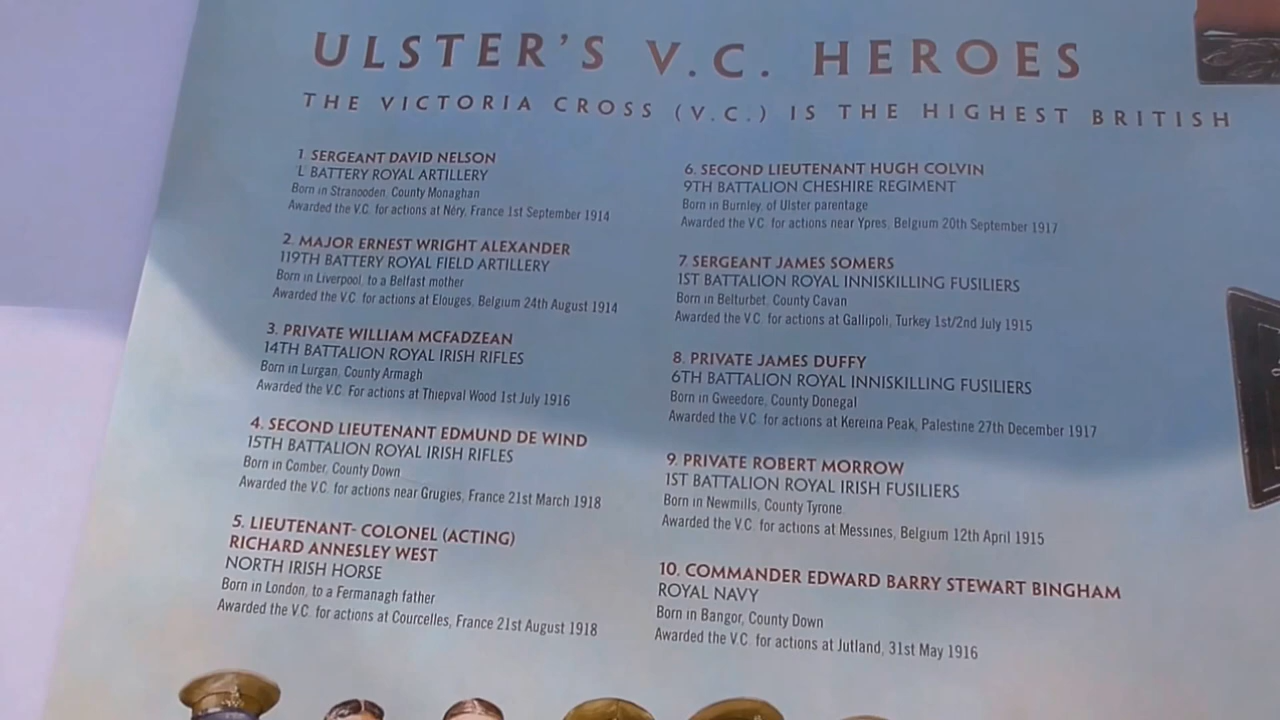 ULSTER'S V.C. HEROES
THE VICTORIA CROSS (V.C.) IS THE HIGHEST BRITISH
1. SERGEANT DAVID NELSON
'L' BATTERY ROYAL ARTILLERY
Born in Stranooden, County Monaghan
Awarded the V.C. for actions at Néry, France 1st September 1914
2. MAJOR ERNEST WRIGHT ALEXANDER
119TH BATTERY ROYAL FIELD ARTILLERY
Born in Liverpool, to a Belfast mother
Awarded the V.C. for actions at Elouges, Belgium 24th August 1914
3. PRIVATE WILLIAM MCFADZEAN
14TH BATTALION ROYAL IRISH RIFLES
Born in Lurgan, County Armagh
Awarded the V.C. For actions at Thiepval Wood 1st July 1916
4. SECOND LIEUTENANT EDMUND DE WIND
15TH BATTALION ROYAL IRISH RIFLES
Born in Comber, County Down
Awarded the V.C. for actions near Grugies, France 21st March 1918
5. LIEUTENANT- COLONEL (ACTING)
RICHARD ANNESLEY WEST
NORTH IRISH HORSE
Born in London, to a Fermanagh father
Awarded the V.C. for actions at Courcelles, France 21st August 1918
6. SECOND LIEUTENANT HUGH COLVIN
9TH BATTALION CHESHIRE REGIMENT
Born in Burnley, of Ulster parentage
Awarded the V.C. for actions near Ypres, Belgium 20th September 1917
7. SERGEANT JAMES SOMERS
1ST BATTALION ROYAL INNISKILLING FUSILIERS
Born in Belturbet, County Cavan
Awarded the V.C. for actions at Gallipoli, Turkey 1st/2nd July 1915
8. PRIVATE JAMES DUFFY
6TH BATTALION ROYAL INNISKILLING FUSILIERS
Born in Gweedore, County Donegal
Awarded the V.C. for actions at Kereina Peak, Palestine 27th December 1917
9. PRIVATE ROBERT MORROW
1ST BATTALION ROYAL IRISH FUSILIERS
Born in Newmills, County Tyrone
Awarded the V.C. for actions at Messines, Belgium 12th April 1915
10. COMMANDER EDWARD BARRY STEWART BINGHAM
ROYAL NAVY
Born in Bangor, County Down
Awarded the V.C. for actions at Jutland, 31st May 1916